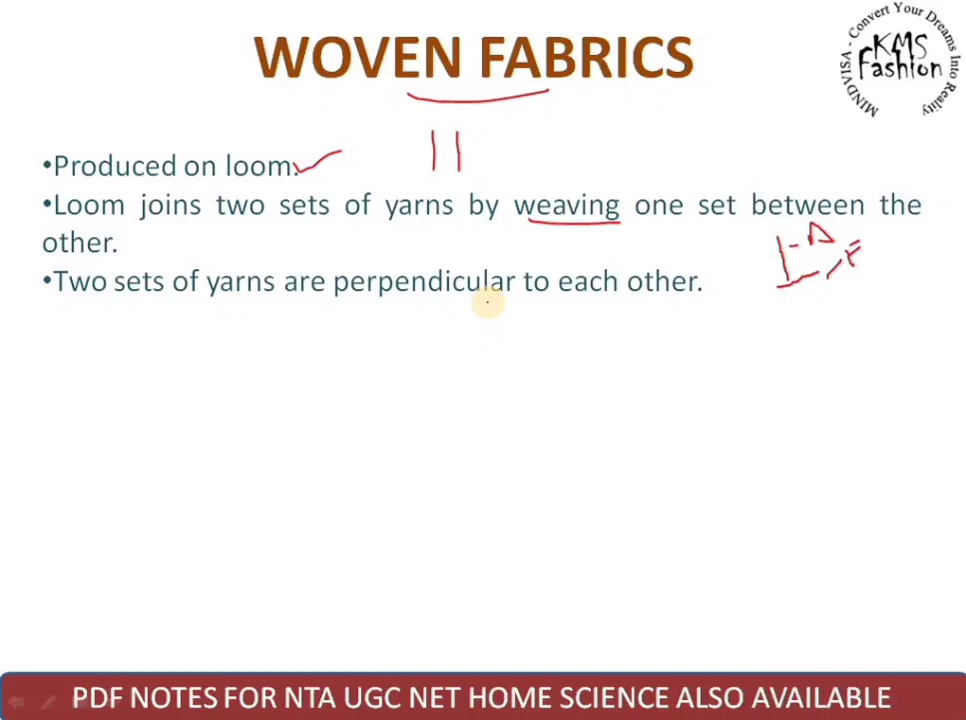 WOVEN FABRICS
MINDVISA - Convert Your Dreams Into Reality
KMS
Fashion
•Produced on loom.
•Loom joins two sets of yarns by weaving one set between the
other.
•Two sets of yarns are perpendicular to each other.
PDF NOTES FOR NTA UGC NET HOME SCIENCE ALSO AVAILABLE